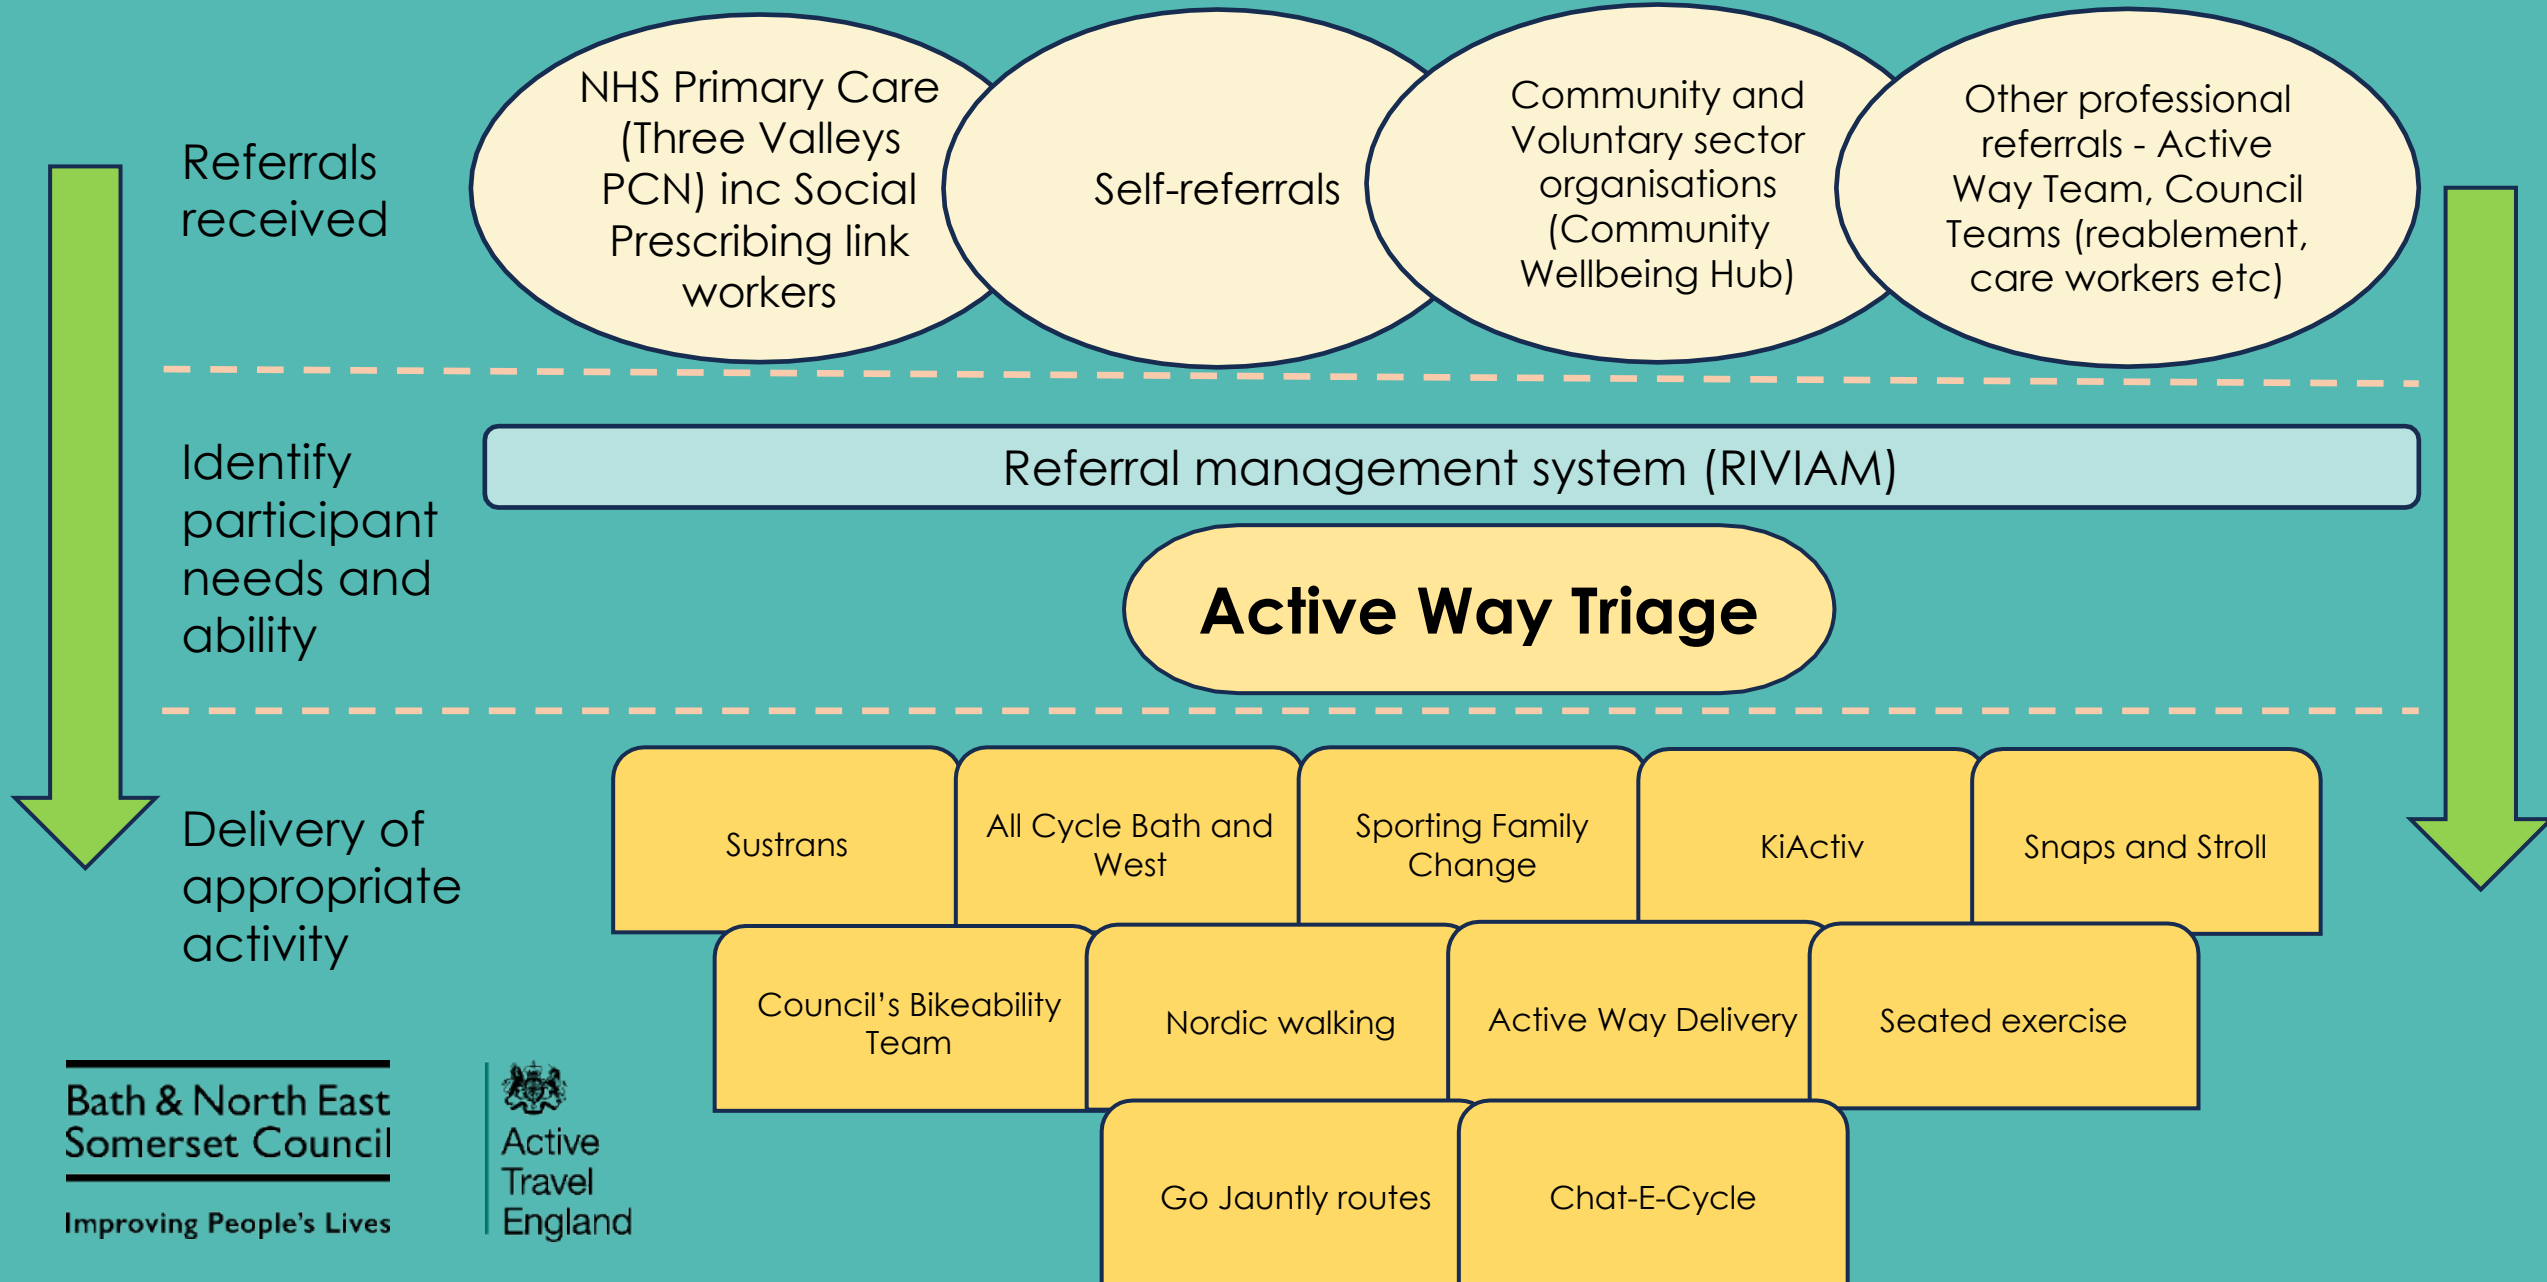 Referrals
received
NHS Primary Care
(Three Valleys
PCN) inc Social
Prescribing link
workers
Self-referrals
Community and
Voluntary sector
organisations
(Community
Wellbeing Hub)
Other professional
referrals - Active
Way Team, Council
Teams (reablement,
care workers etc)
Identify
participant
needs and
ability
Referral management system (RIVIAM)
Active Way Triage
Delivery of
appropriate
activity
Sustrans
All Cycle Bath and
West
Sporting Family
Change
KiActiv
Snaps and Stroll
Council’s Bikeability
Team
Nordic walking
Active Way Delivery
Seated exercise
Go Jauntly routes
Chat-E-Cycle
Bath & North East
Somerset Council
Improving People's Lives
Active
Travel
England